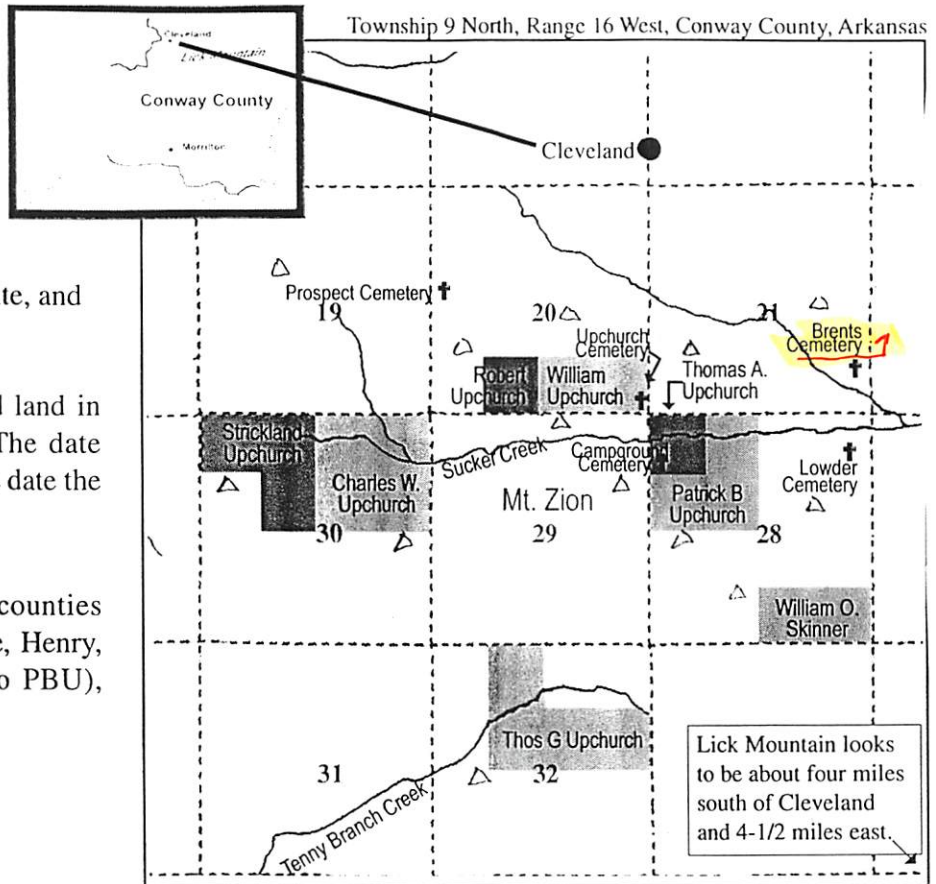 Township 9 North, Range 16 West, Conway County, Arkansas
Cleveland
Lick Mountain
Conway County
Morrilton
Cleveland
te, and
d land in
The date
date the
counties
e, Henry,
o PBU),
Prospect Cemetery
19
20
21
Upchurch
Cemetery
Brents
Cemetery
Robert
Upchurch
William
Upchurch
Thomas A.
Upchurch
Strickland
Upchurch
Charles W.
Upchurch
Sucker Creek
Campground
Cemetery
Lowder
Cemetery
Mt. Zion
Patrick B
Upchurch
30
29
28
William O.
Skinner
Thos G Upchurch
31
32
Tenny Branch Creek
Lick Mountain looks
to be about four miles
south of Cleveland
and 4-1/2 miles east.